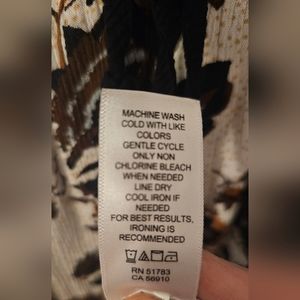 MACHINE WASH
COLD WITH LIKE
COLORS
GENTLE CYCLE
ONLY NON
CHLORINE BLEACH
WHEN NEEDED
LINE DRY
COOL IRON IF
NEEDED
FOR BEST RESULTS,
IRONING IS
RECOMMENDED
RN 51783
CA 56910